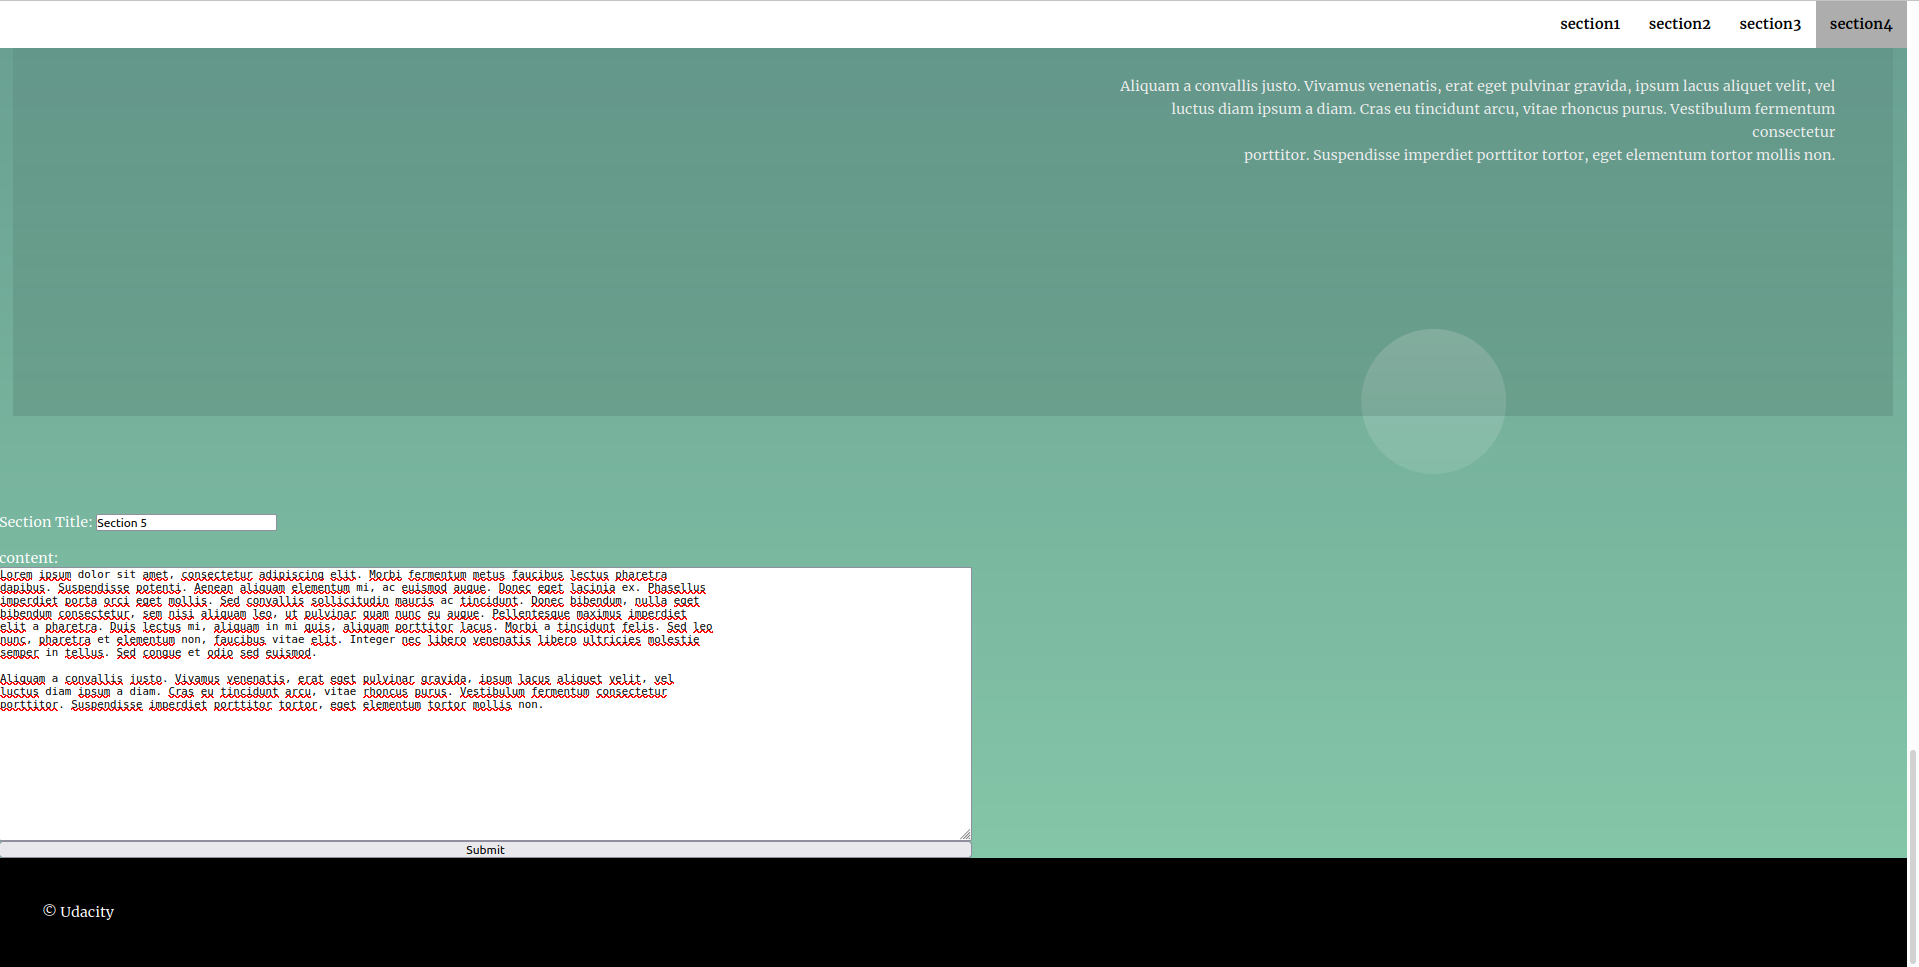 section1 section2 section3 section4
Aliquam a convallis justo. Vivamus venenatis, erat eget pulvinar gravida, ipsum lacus aliquet velit, vel
luctus diam ipsum a diam. Cras eu tincidunt arcu, vitae rhoncus purus. Vestibulum fermentum
consectetur
porttitor. Suspendisse imperdiet porttitor tortor, eget elementum tortor mollis non.
Section Title: Section 5
content:
Lorem ipsum dolor sit amet, consectetur adipiscing elit. Morbi fermentum metus faucibus lectus pharetra
dapibus. Suspendisse potenti. Aenean aliquam elementum mi, ac euismod augue. Donec eget lacinia ex. Phasellus
imperdiet porta orci eget mollis. Sed convallis sollicitudin mauris ac tincidunt. Donec bibendum, nulla eget
bibendum consectetur, sem nisi aliquam leo, ut pulvinar quam nunc eu augue. Pellentesque maximus imperdiet
elit a pharetra. Duis lectus mi, aliquam in mi quis, aliquam porttitor lacus. Morbi a tincidunt felis. Sed leo
nunc, pharetra et elementum non, faucibus vitae elit. Integer nec libero venenatis libero ultricies molestie
semper in tellus. Sed congue et odio sed euismod.
Aliquam a convallis justo. Vivamus venenatis, erat eget pulvinar gravida, ipsum lacus aliquet velit, vel
luctus diam ipsum a diam. Cras eu tincidunt arcu, vitae rhoncus purus. Vestibulum fermentum consectetur
porttitor. Suspendisse imperdiet porttitor tortor, eget elementum tortor mollis non.
Submit
© Udacity